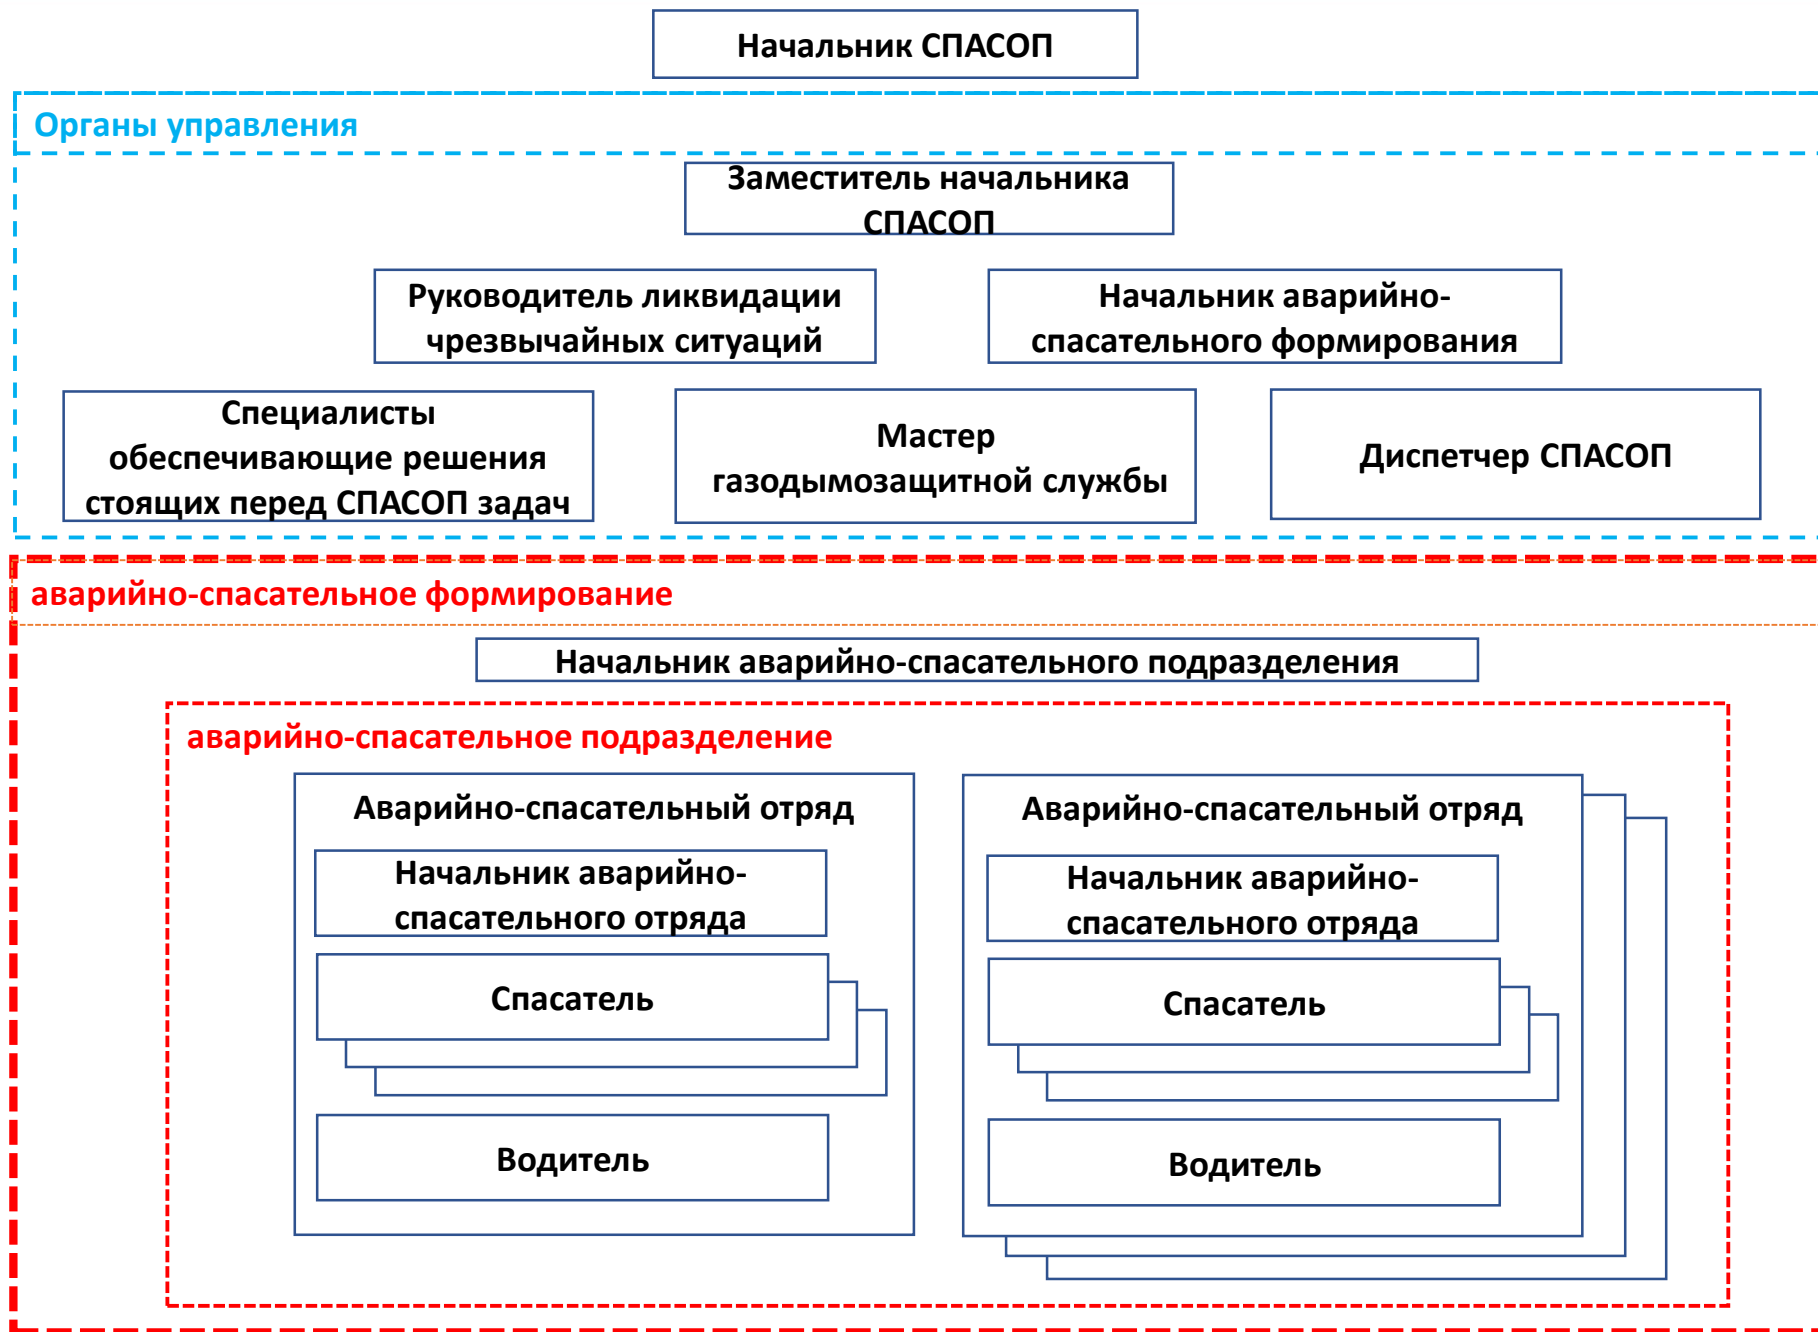 Начальник СПАСОП
Органы управления
Заместитель начальника
СПАСОП
Руководитель ликвидации
чрезвычайных ситуаций
Начальник аварийно-
спасательного формирования
Специалисты
обеспечивающие решения
стоящих перед СПАСОП задач
Мастер
газодымозащитной службы
Диспетчер СПАСОП
аварийно-спасательное формирование
Начальник аварийно-спасательного подразделения
аварийно-спасательное подразделение
Аварийно-спасательный отряд
Начальник аварийно-
спасательного отряда
Спасатель
Водитель
Аварийно-спасательный отряд
Начальник аварийно-
спасательного отряда
Спасатель
Водитель